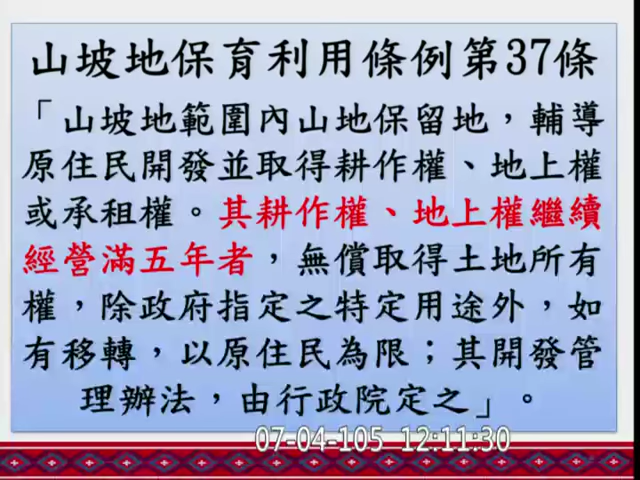 山坡地保育利用條例第37條
「山坡地範圍內山地保留地，輔導
原住民開發並取得耕作權、地上權
或承租權。其耕作權、地上權繼續
經營滿五年者，無償取得土地所有
權，除政府指定之特定用途外，如
有移轉，以原住民為限；其開發管
理辦法，由行政院定之」。
07-04-105 12:11:30